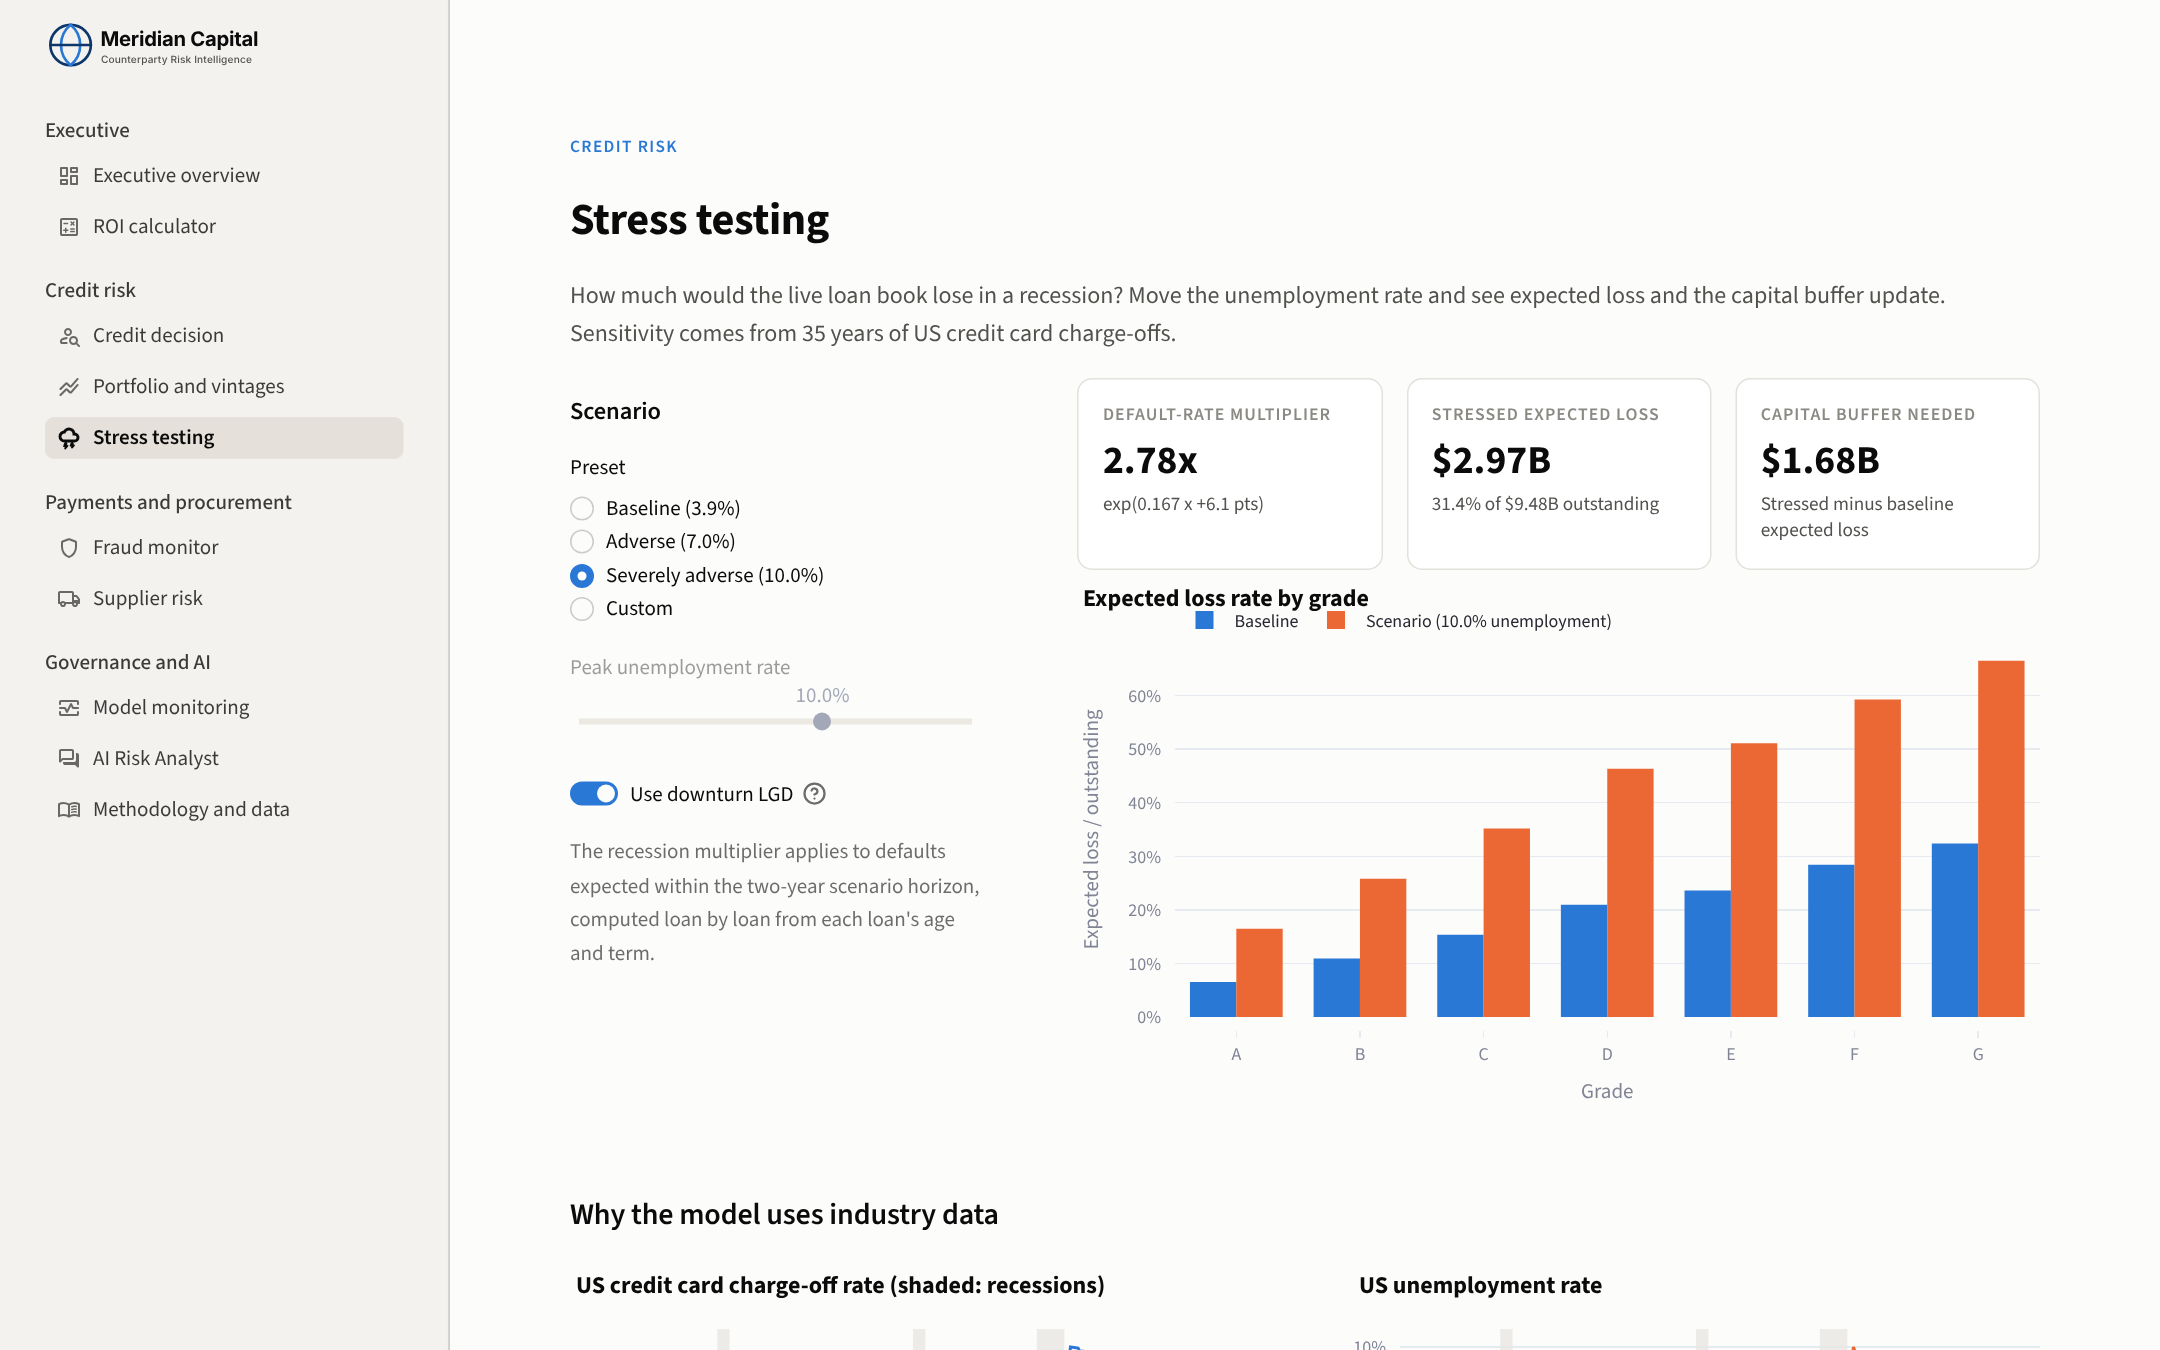 Meridian Capital
Counterparty Risk Intelligence
Executive
Executive overview
ROI calculator
Credit risk
Credit decision
Portfolio and vintages
Stress testing
Payments and procurement
Fraud monitor
Supplier risk
Governance and AI
Model monitoring
AI Risk Analyst
Methodology and data
CREDIT RISK
Stress testing
How much would the live loan book lose in a recession? Move the unemployment rate and see expected loss and the capital buffer update.
Sensitivity comes from 35 years of US credit card charge-offs.
Scenario
Preset
Baseline (3.9%)
Adverse (7.0%)
Severely adverse (10.0%)
Custom
Peak unemployment rate
10.0%
Use downturn LGD
The recession multiplier applies to defaults
expected within the two-year scenario horizon,
computed loan by loan from each loan's age
and term.
DEFAULT-RATE MULTIPLIER
2.78x
exp(0.167 x +6.1 pts)
STRESSED EXPECTED LOSS
$2.97B
31.4% of $9.48B outstanding
CAPITAL BUFFER NEEDED
$1.68B
Stressed minus baseline
expected loss
Expected loss rate by grade
Baseline
Scenario (10.0% unemployment)
Expected loss / outstanding
60%
50%
40%
30%
20%
10%
0%
A B C D E F G
Grade
Why the model uses industry data
US credit card charge-off rate (shaded: recessions)
US unemployment rate
10%